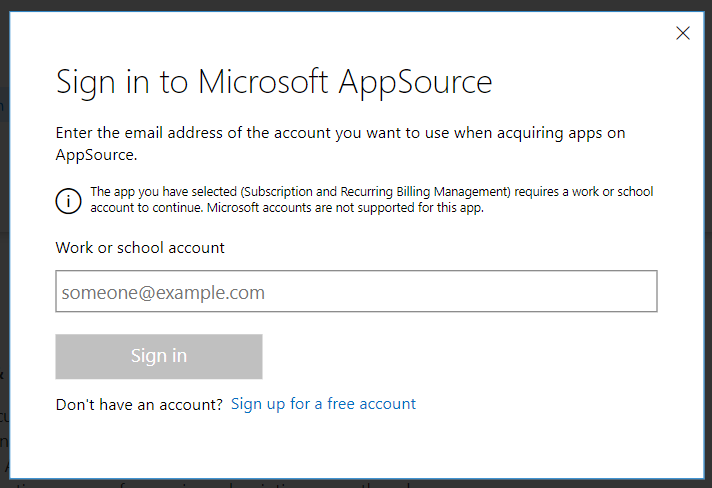 Sign in to Microsoft AppSource
Enter the email address of the account you want to use when acquiring apps on
AppSource.
The app you have selected (Subscription and Recurring Billing Management) requires a work or school
account to continue. Microsoft accounts are not supported for this app.
Work or school account
someone@example.com
Sign in
Don't have an account? Sign up for a free account